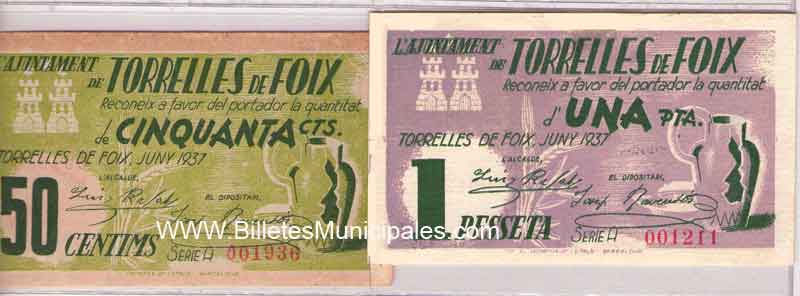 L'AJUNTAMENT
DE TORRELLES DE FOIX
Reconeix a favor del portador la quantitat
de CINQUANTA CTS.
TORRELLES DE FOIX, JUNY 1937
L'ALCALDE,
EL DIPOSITARI,
50 CENTIMS
SERIE A 001930
L'AJUNTAMENT
DE TORRELLES DE FOIX
Reconeix a favor del portador la quantitat
d' UNA PTA.
TORRELLES DE FOIX, JUNY 1937
L'ALCALDE,
EL DIPOSITARI,
1 PESSETA
SERIE A 001211
WWW.BilletesMunicipales.com